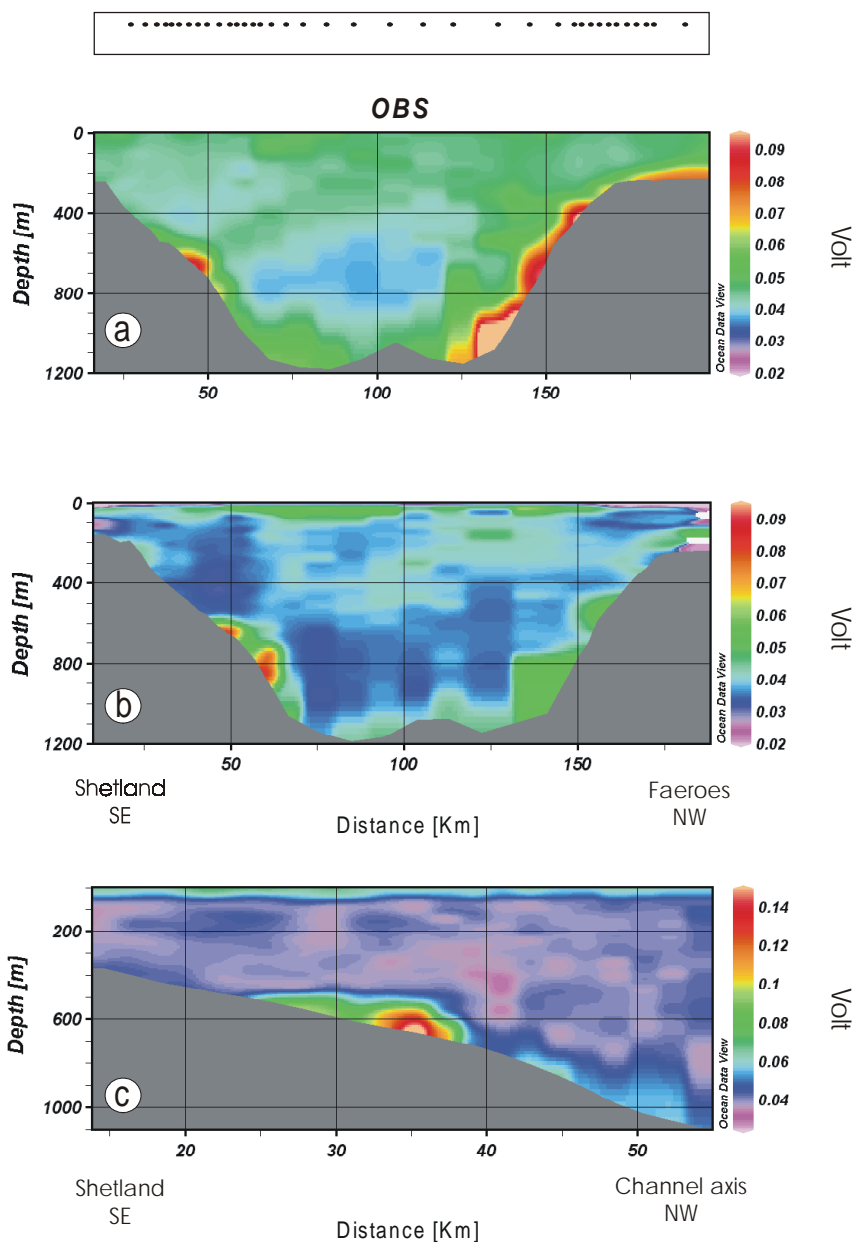 OBS
0
400
800
1200
Depth [m]
a
50
100
150
0.09
0.08
0.07
0.06
0.05
0.04
0.03
0.02
Ocean Data View
Volt
0
400
800
1200
Depth [m]
b
50
100
150
0.09
0.08
0.07
0.06
0.05
0.04
0.03
0.02
Ocean Data View
Volt
Shetland
SE
Distance [Km]
Faeroes
NW
200
600
1000
Depth [m]
c
20
30
40
50
0.14
0.12
0.1
0.08
0.06
0.04
Ocean Data View
Volt
Shetland
SE
Distance [Km]
Channel axis
NW